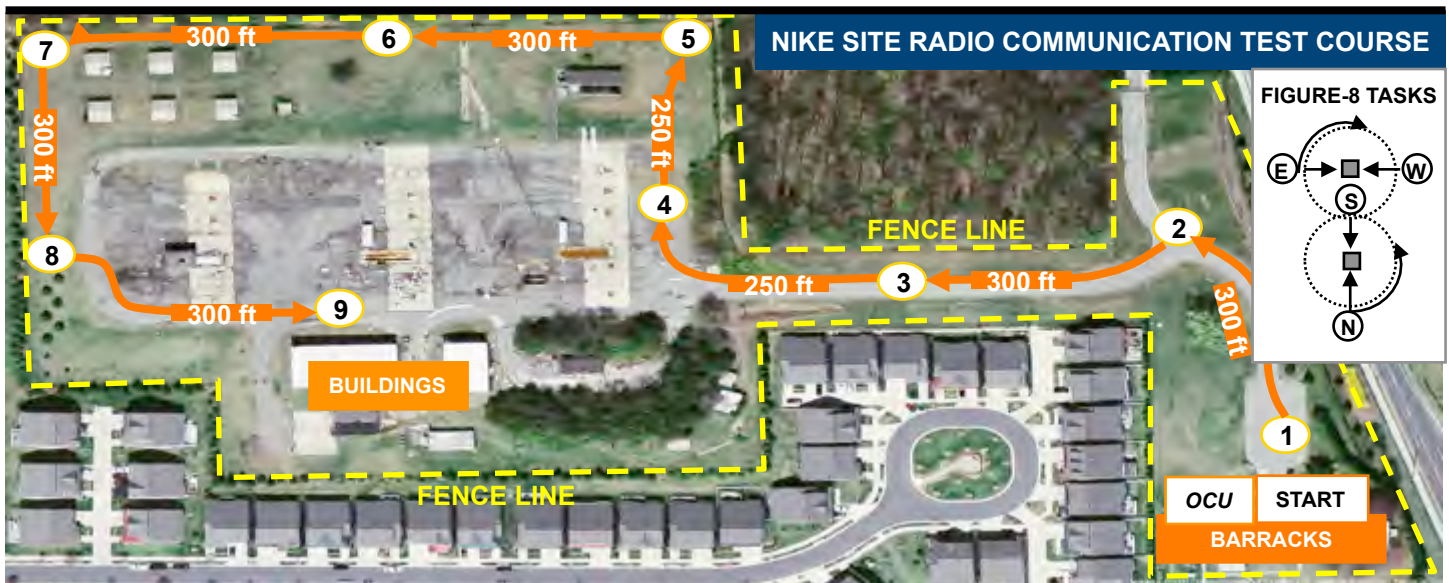 NIKE SITE RADIO COMMUNICATION TEST COURSE
7
300 ft
6
300 ft
5
FIGURE-8 TASKS
E
W
S
N
300 ft
250 ft
4
2
FENCE LINE
8
250 ft
3
300 ft
300 ft
300 ft
9
BUILDINGS
1
FENCE LINE
OCU
START
BARRACKS